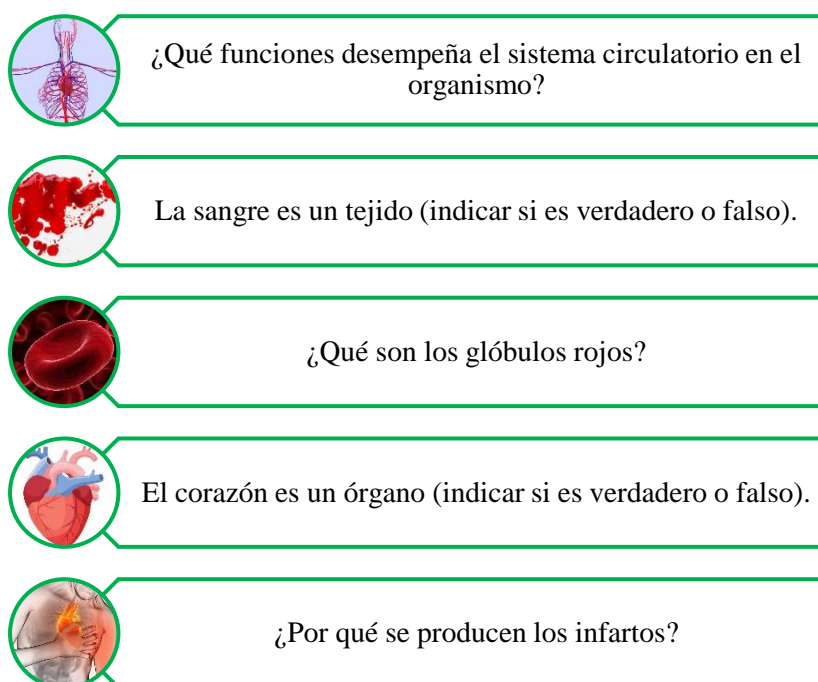 ¿Qué funciones desempeña el sistema circulatorio en el
organismo?
La sangre es un tejido (indicar si es verdadero o falso).
¿Qué son los glóbulos rojos?
El corazón es un órgano (indicar si es verdadero o falso).
¿Por qué se producen los infartos?